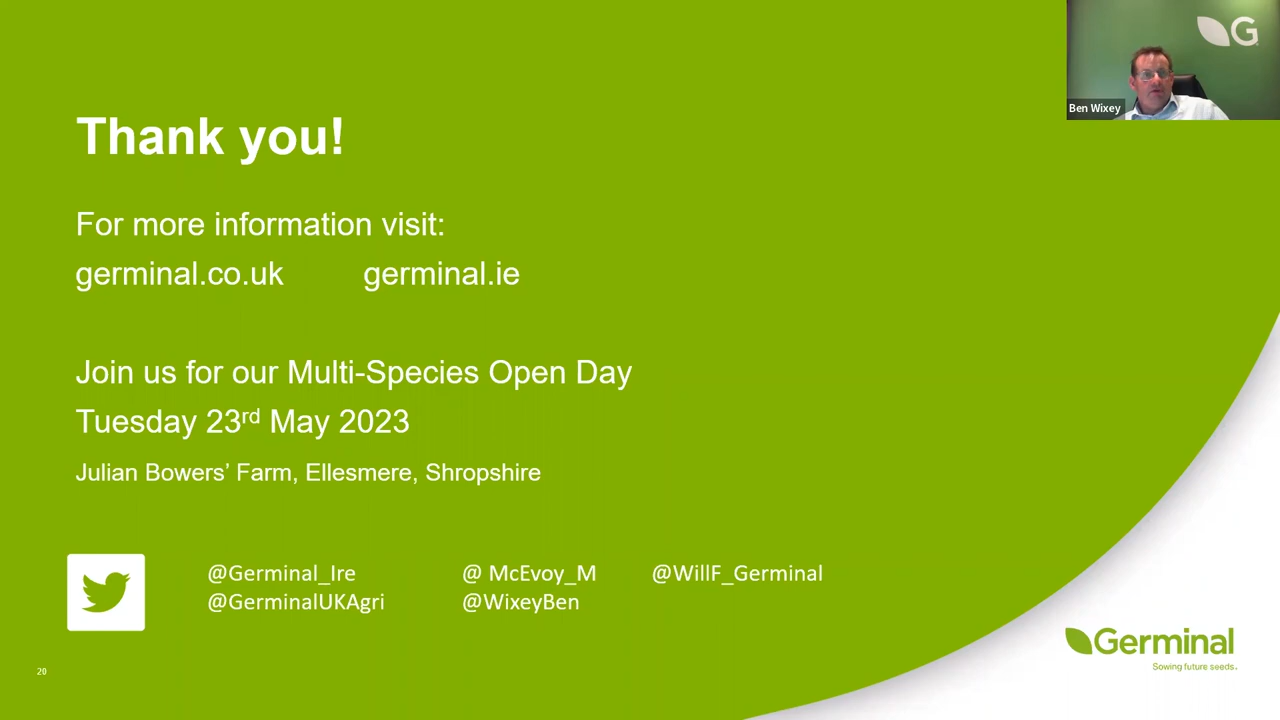 G
Ben Wixey
Thank you!
For more information visit:
germinal.co.uk germinal.ie
Join us for our Multi-Species Open Day
Tuesday 23rd May 2023
Julian Bowers’ Farm, Ellesmere, Shropshire
@Germinal_Ire @ McEvoy_M @WillF_Germinal
@GerminalUKAgri @WixeyBen
Germinal
Sowing future seeds.
20